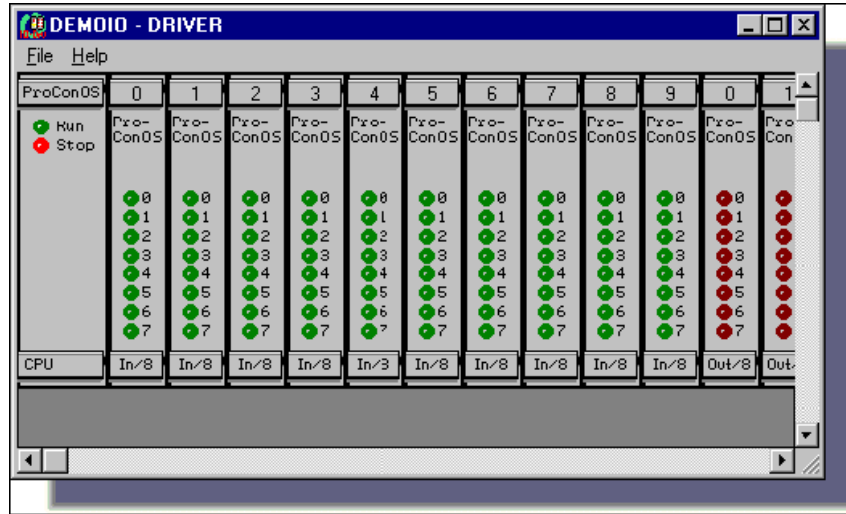 DEMOIO - DRIVER
File Help
ProConOS 0 1 2 3 4 5 6 7 8 9 0 1
Run Pro- Pro- Pro- Pro- Pro- Pro- Pro- Pro- Pro- Pro- Pro- Pro
Stop ConOS ConOS ConOS ConOS ConOS ConOS ConOS ConOS ConOS ConOS ConOS Con
0 0 0 0 0 0 0 0 0 0 0
1 1 1 1 l 1 1 1 1 1 1
2 2 2 2 2 2 2 2 2 2 2
3 3 3 3 3 3 3 3 3 3 3
4 4 4 4 4 4 4 4 4 4 4
5 5 5 5 5 5 5 5 5 5 5
6 6 6 6 6 6 6 6 6 6 6
7 7 7 7 7 7 7 7 7 7 7
CPU In/8 In/8 In/8 In/8 In/3 In/8 In/8 In/8 In/8 In/8 Out/8 Out/